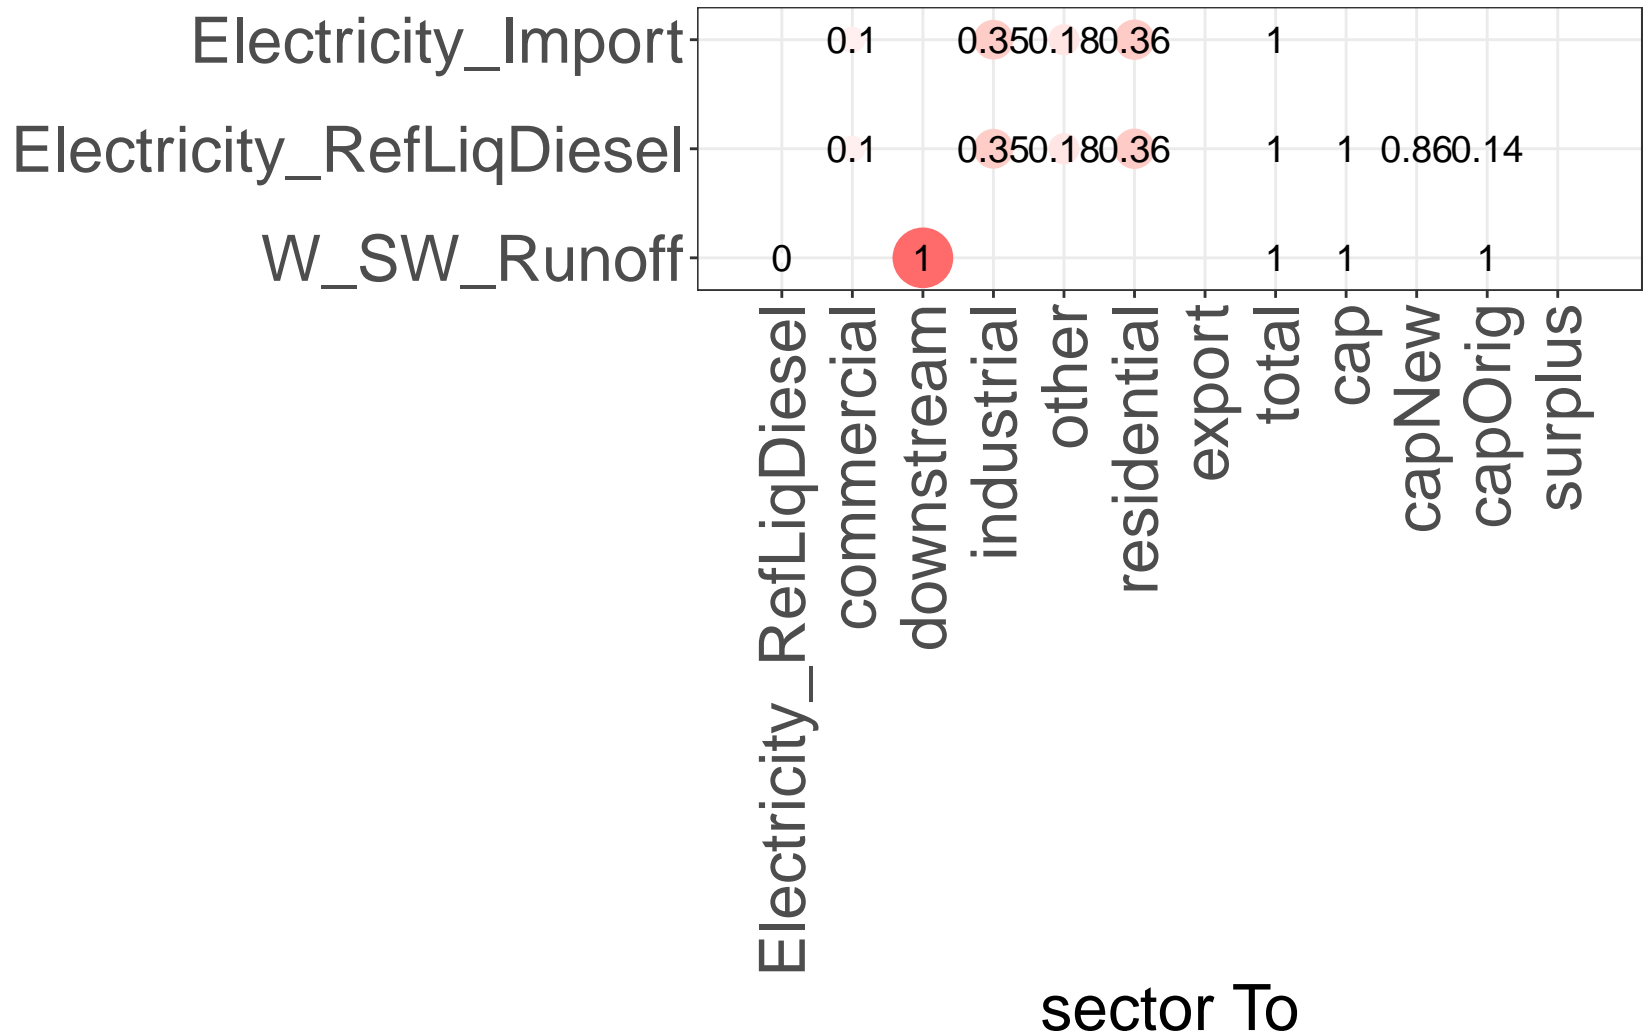 Electricity_Import 0.1 0.35 0.18 0.36 1
Electricity_RefLiqDiesel 0.1 0.35 0.18 0.36 1 1 0.86 0.14
W_SW_Runoff 0 1 1 1 1
Electricity_RefLiqDiesel
commercial
downstream
industrial
other
residential
export
total
cap
capNew
capOrig
surplus
sector To